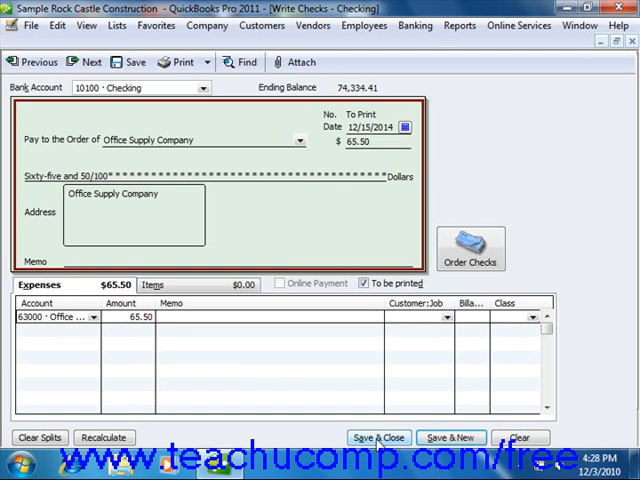 Sample Rock Castle Construction - QuickBooks Pro 2011 - [Write Checks - Checking]
File Edit View Lists Favorites Company Customers Vendors Employees Banking Reports Online Services Window Help
Previous Next Save Print Find Attach
Bank Account 10100 · Checking Ending Balance 74,334.41
No. To Print
Date 12/15/2014
Pay to the Order of Office Supply Company $ 65.50
Sixty-five and 50/100* * * * * * * * * * * * * * * * * * * * * * * * * * * * * * * * * * * * * * * * * * * * * * * Dollars
Office Supply Company
Address
Memo
Order Checks
Expenses $65.50 Items $0.00 Online Payment To be printed
Account Amount Memo Customer:Job Billa... Class
63000 · Office ... 65.50
Clear Splits Recalculate Save & Close Save & New Clear
www.teachucomp.com/free
4:28 PM
12/3/2010